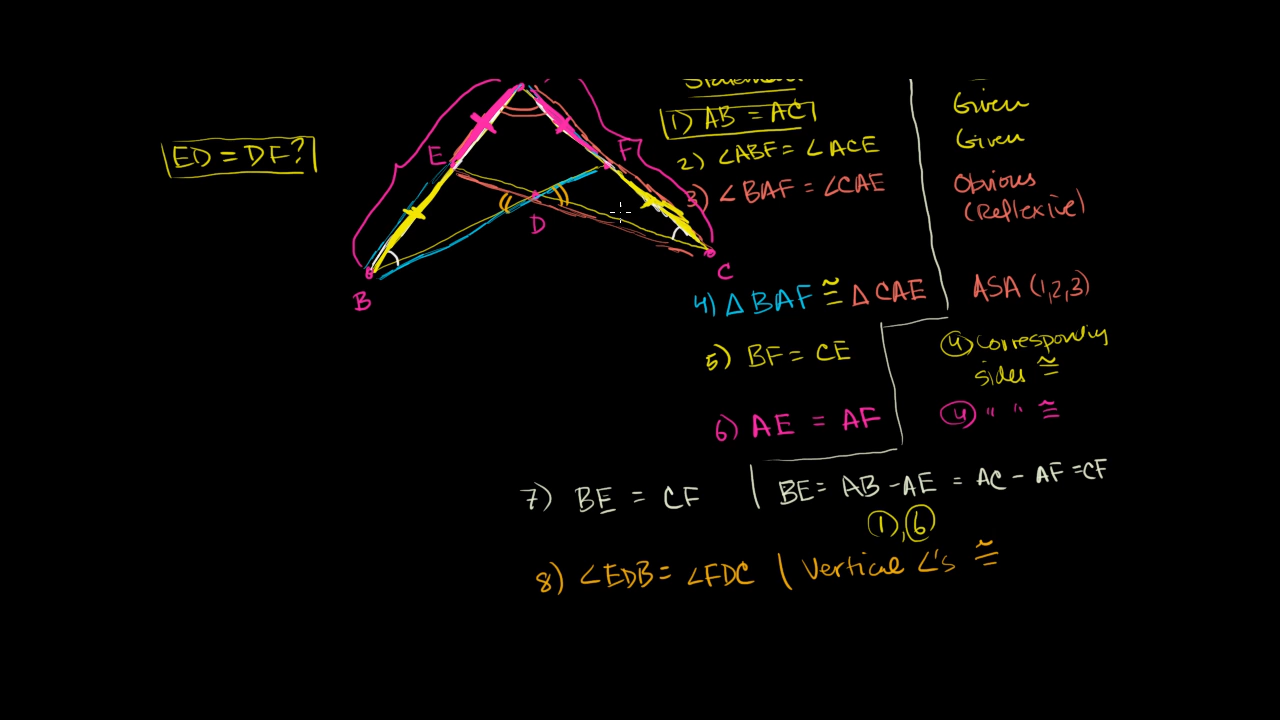 Statement
1) AB = AC
Given
ED = DF?
2) ∠ABF = ∠ACE
Given
3) ∠BAF = ∠CAE
Obvious
(Reflexive)
E
F
D
B
C
4) Δ BAF ≅ Δ CAE
ASA (1,2,3)
5) BF = CE
④ corresponding
sides ≅
6) AE = AF
④ " " ≅
7) BE = CF
BE = AB - AE = AC - AF = CF
①,⑥
8) ∠EDB = ∠FDC | Vertical ∠'s ≅